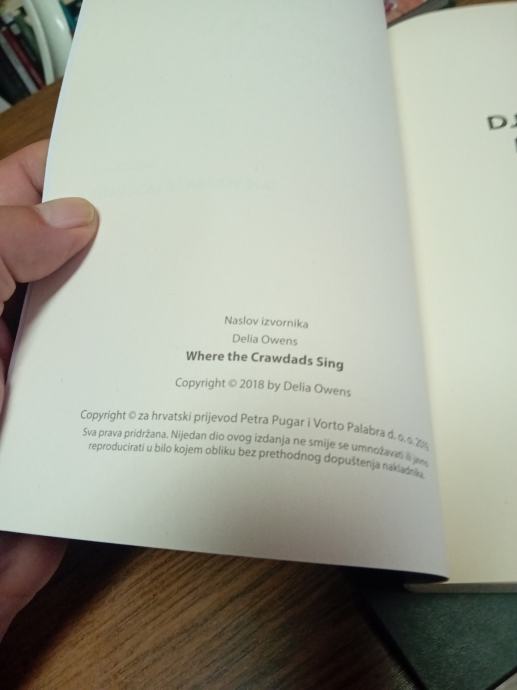 Naslov izvornika
Delia Owens
Where the Crawdads Sing
Copyright © 2018 by Delia Owens
Copyright © za hrvatski prijevod Petra Pugar i Vorto Palabra d. o. o.
Sva prava pridržana. Nijedan dio ovog izdanja ne smije se umnožavati ili javno
reproducirati u bilo kojem obliku bez prethodnog dopuštenja nakladnika.